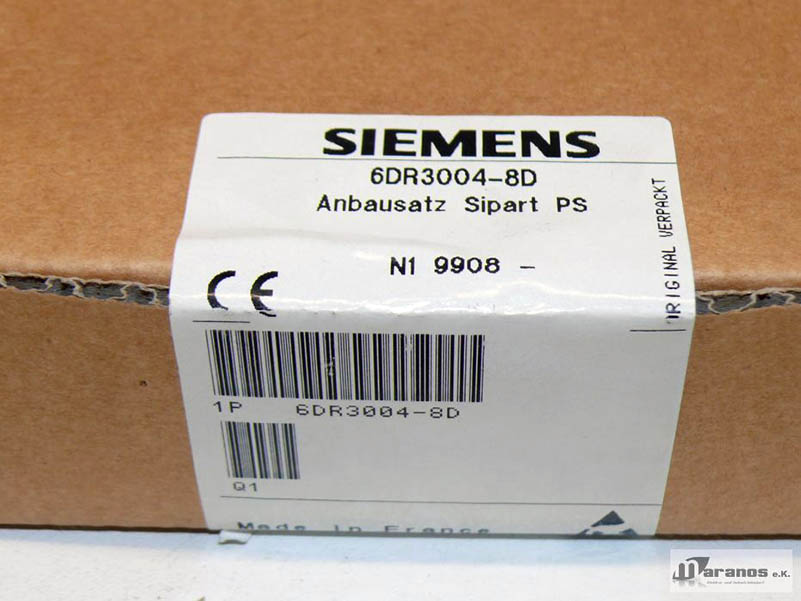 SIEMENS
6DR3004-8D
Anbausatz Sipart PS
N1 9908 -
ORIGINAL VERPACKT
CE
1P 6DR3004-8D
Q1
Made in France
Maranos e.K.